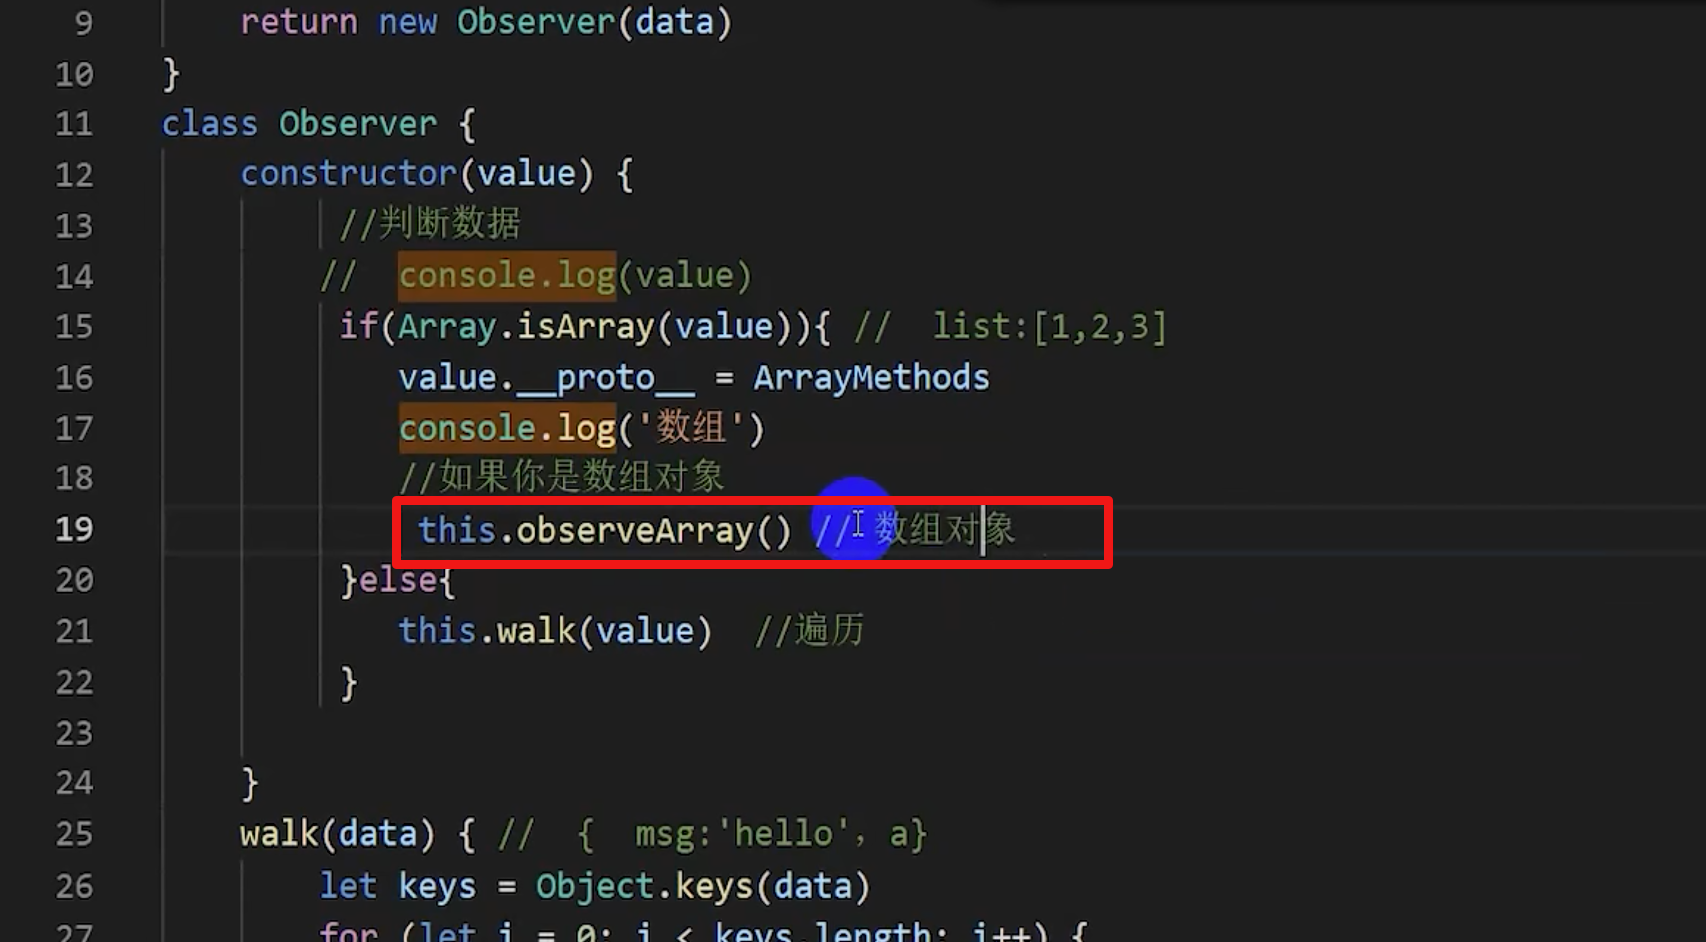 9 return new Observer(data)
10 }
11 class Observer {
12 constructor(value) {
13 //判断数据
14 // console.log(value)
15 if(Array.isArray(value)){ // list:[1,2,3]
16 value.__proto__ = ArrayMethods
17 console.log('数组')
18 //如果你是数组对象
19 this.observeArray() // 数组对象
20 }else{
21 this.walk(value) //遍历
22 }
23
24 }
25 walk(data) { // { msg:'hello', a}
26 let keys = Object.keys(data)
27 for (let i = 0; i < keys.length; i++) {